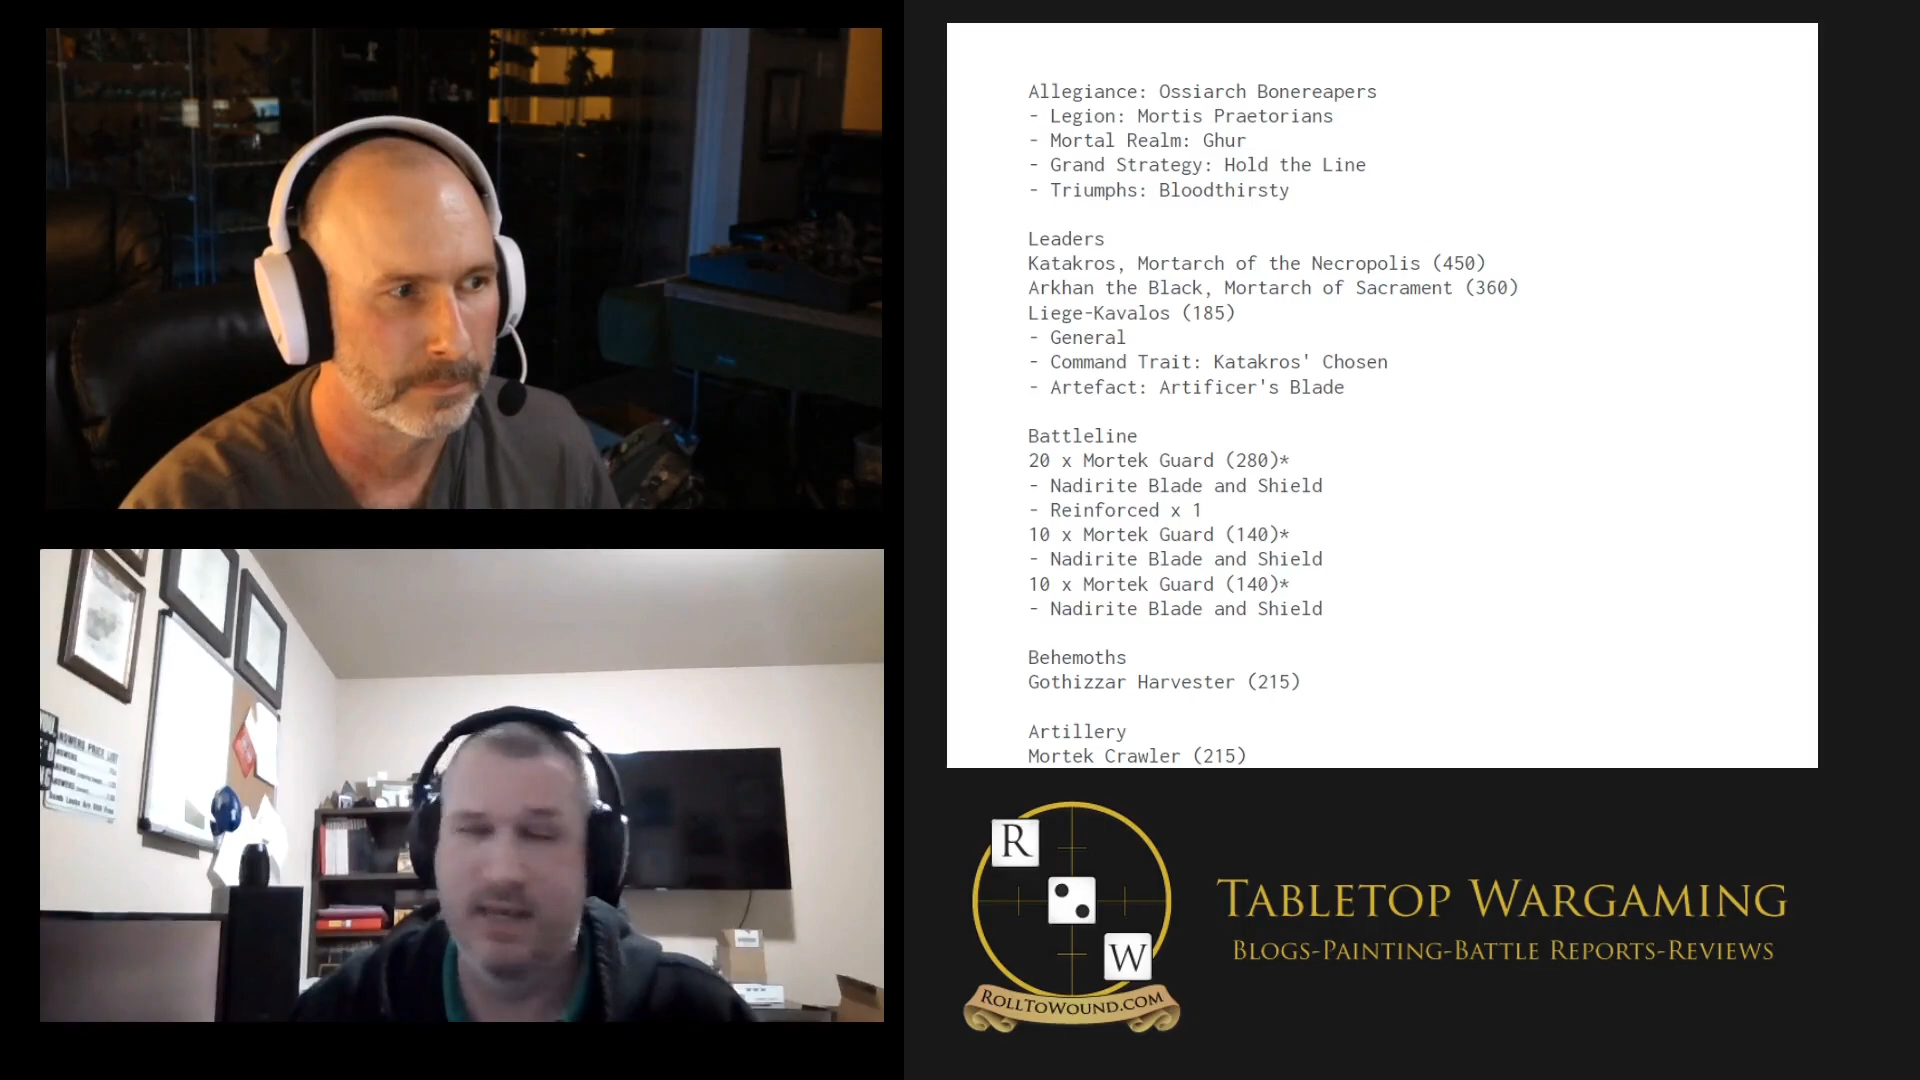 Allegiance: Ossiarch Bonereapers
- Legion: Mortis Praetorians
- Mortal Realm: Ghur
- Grand Strategy: Hold the Line
- Triumphs: Bloodthirsty
Leaders
Katakros, Mortarch of the Necropolis (450)
Arkhan the Black, Mortarch of Sacrament (360)
Liege-Kavalos (185)
- General
- Command Trait: Katakros' Chosen
- Artefact: Artificer's Blade
Battleline
20 x Mortek Guard (280)*
- Nadirite Blade and Shield
- Reinforced x 1
10 x Mortek Guard (140)*
- Nadirite Blade and Shield
10 x Mortek Guard (140)*
- Nadirite Blade and Shield
Behemoths
Gothizzar Harvester (215)
Artillery
Mortek Crawler (215)
ANSWERS PRICE LIST
R
W
RollToWound.com
Tabletop Wargaming
Blogs-Painting-Battle Reports-Reviews